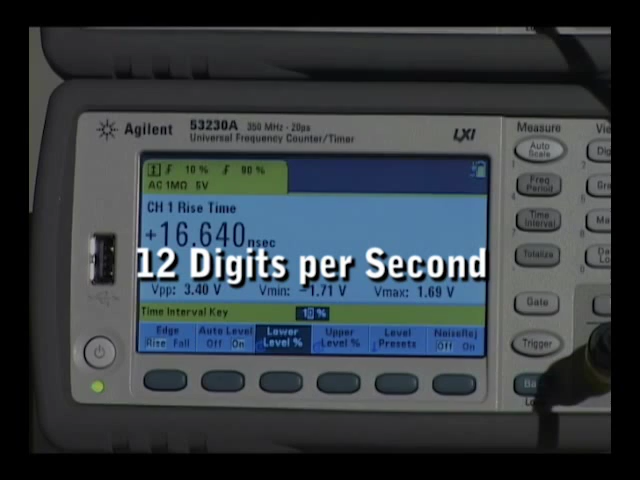 Agilent 53230A 350 MHz - 20ps
Universal Frequency Counter/Timer
LXI
Measure
Auto Scale
Freq Period
Time Interval
Totalize
Gate
Trigger
1 10 % 90 %
AC 1MΩ 5V
CH 1 Rise Time
+16.640 nsec
12 Digits per Second
Vpp: 3.40 V Vmin: -1.71 V Vmax: 1.69 V
Time Interval Key 10 %
Edge Auto Level Lower Upper Level NoiseRej
Rise Fall Off On Level % Level % Presets Off On